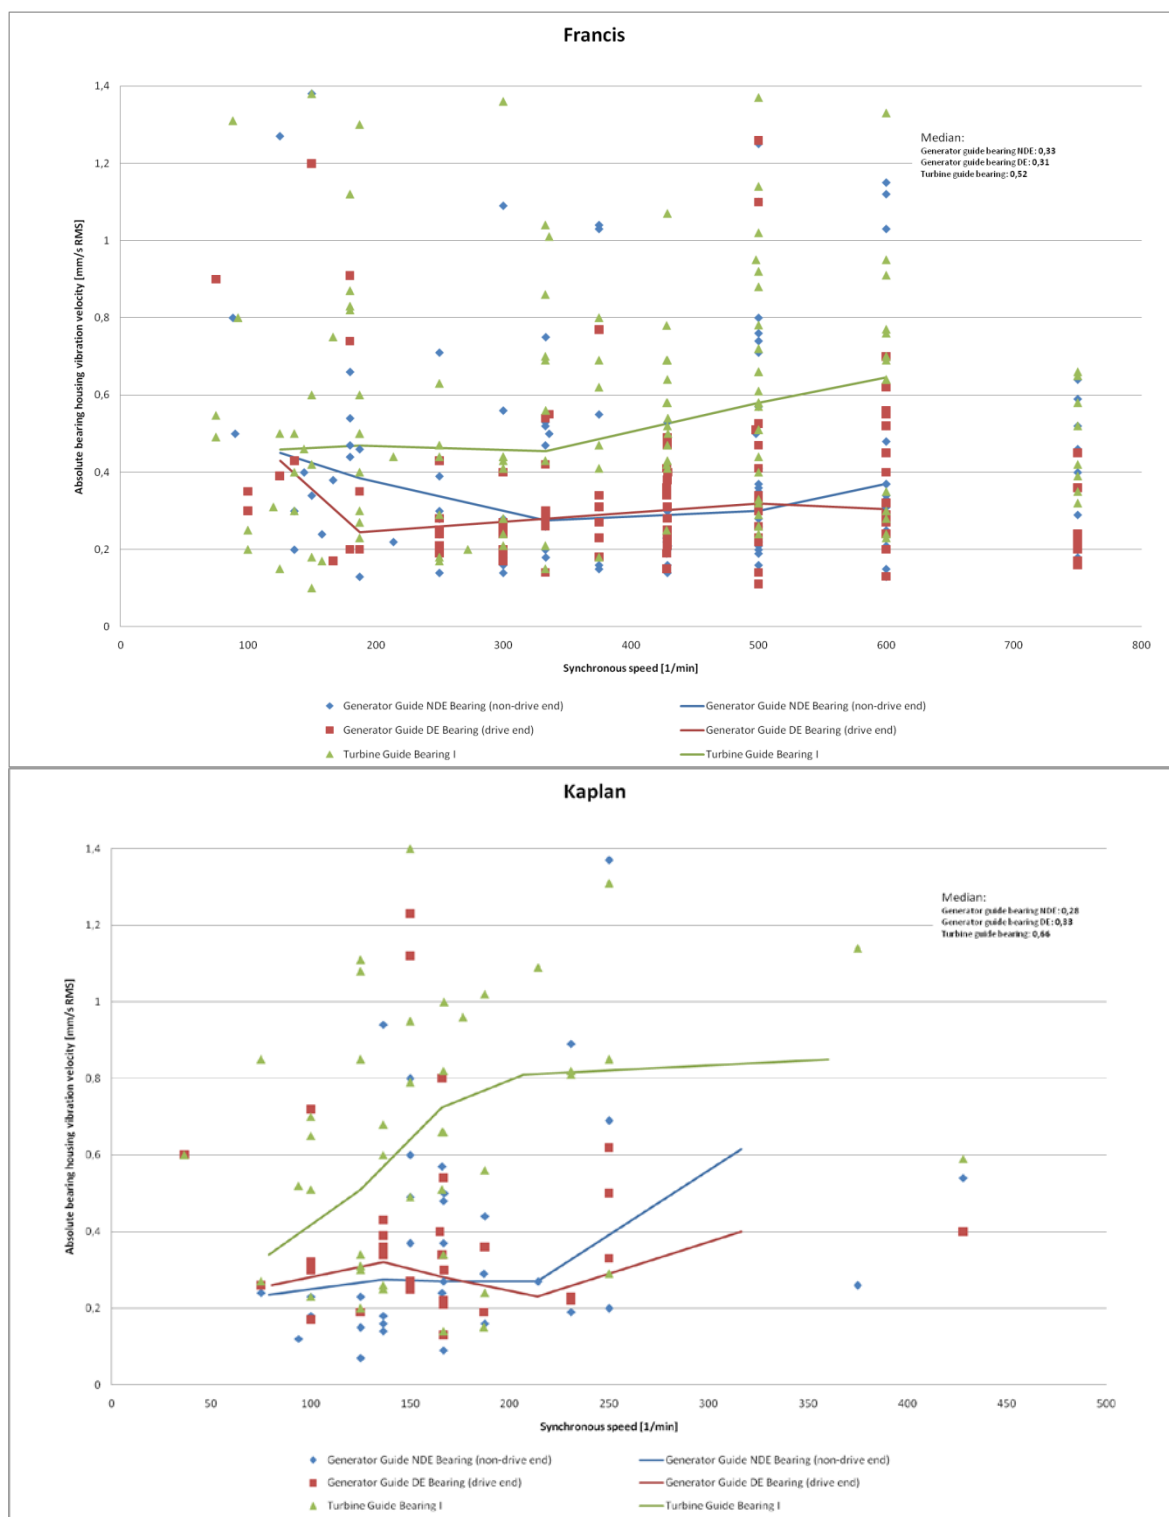 Francis
1,4
1,2
1
0,8
0,6
0,4
0,2
0
Absolute bearing housing vibration velocity [mm/s RMS]
Median:
Generator guide bearing NDE: 0,33
Generator guide bearing DE: 0,31
Turbine guide bearing: 0,52
0 100 200 300 400 500 600 700 800
Synchronous speed [1/min]
Generator Guide NDE Bearing (non-drive end) Generator Guide NDE Bearing (non-drive end)
Generator Guide DE Bearing (drive end) Generator Guide DE Bearing (drive end)
Turbine Guide Bearing I Turbine Guide Bearing I
Kaplan
1,4
1,2
1
0,8
0,6
0,4
0,2
0
Absolute bearing housing vibration velocity [mm/s RMS]
Median:
Generator guide bearing NDE: 0,28
Generator guide bearing DE: 0,33
Turbine guide bearing: 0,66
0 50 100 150 200 250 300 350 400 450 500
Synchronous speed [1/min]
Generator Guide NDE Bearing (non-drive end) Generator Guide NDE Bearing (non-drive end)
Generator Guide DE Bearing (drive end) Generator Guide DE Bearing (drive end)
Turbine Guide Bearing I Turbine Guide Bearing I